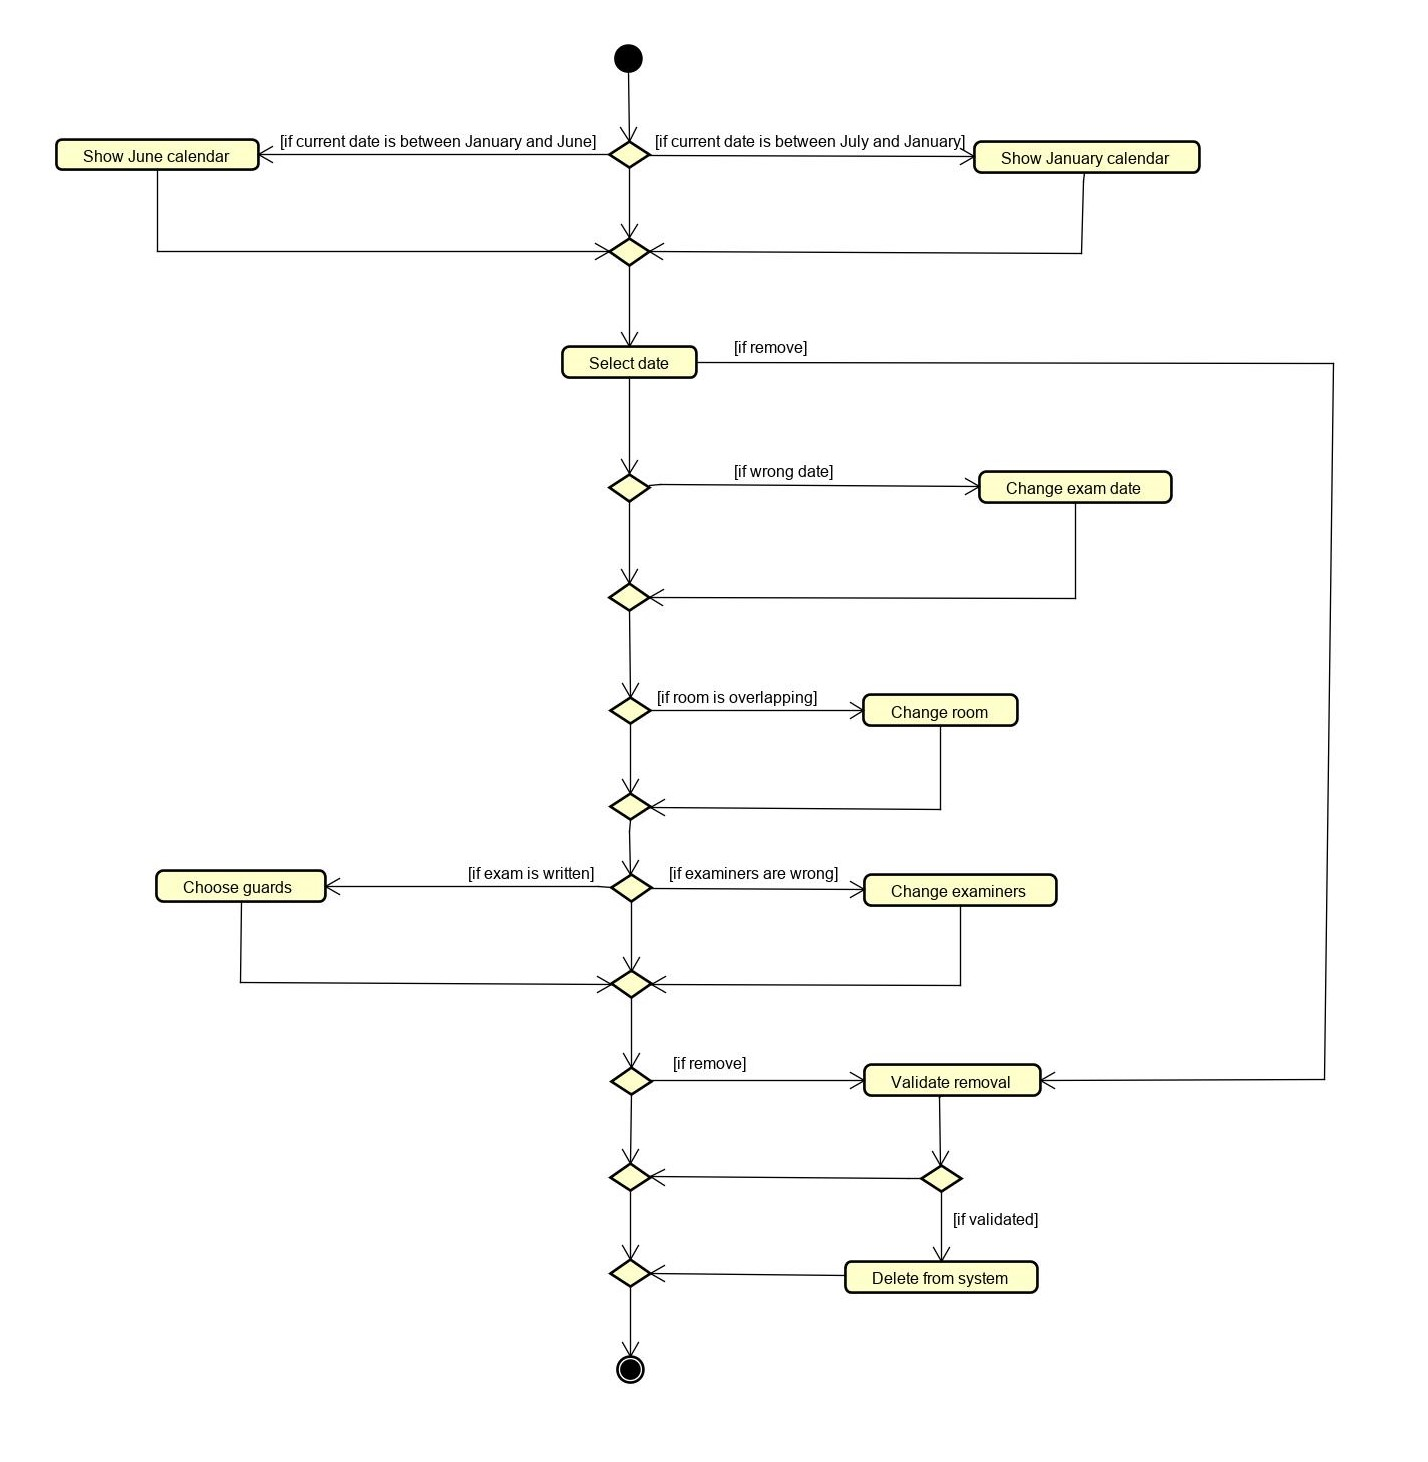 [if current date is between January and June]
[if current date is between July and January]
Show June calendar
Show January calendar
[if remove]
Select date
[if wrong date]
Change exam date
[if room is overlapping]
Change room
[if exam is written]
[if examiners are wrong]
Choose guards
Change examiners
[if remove]
Validate removal
[if validated]
Delete from system